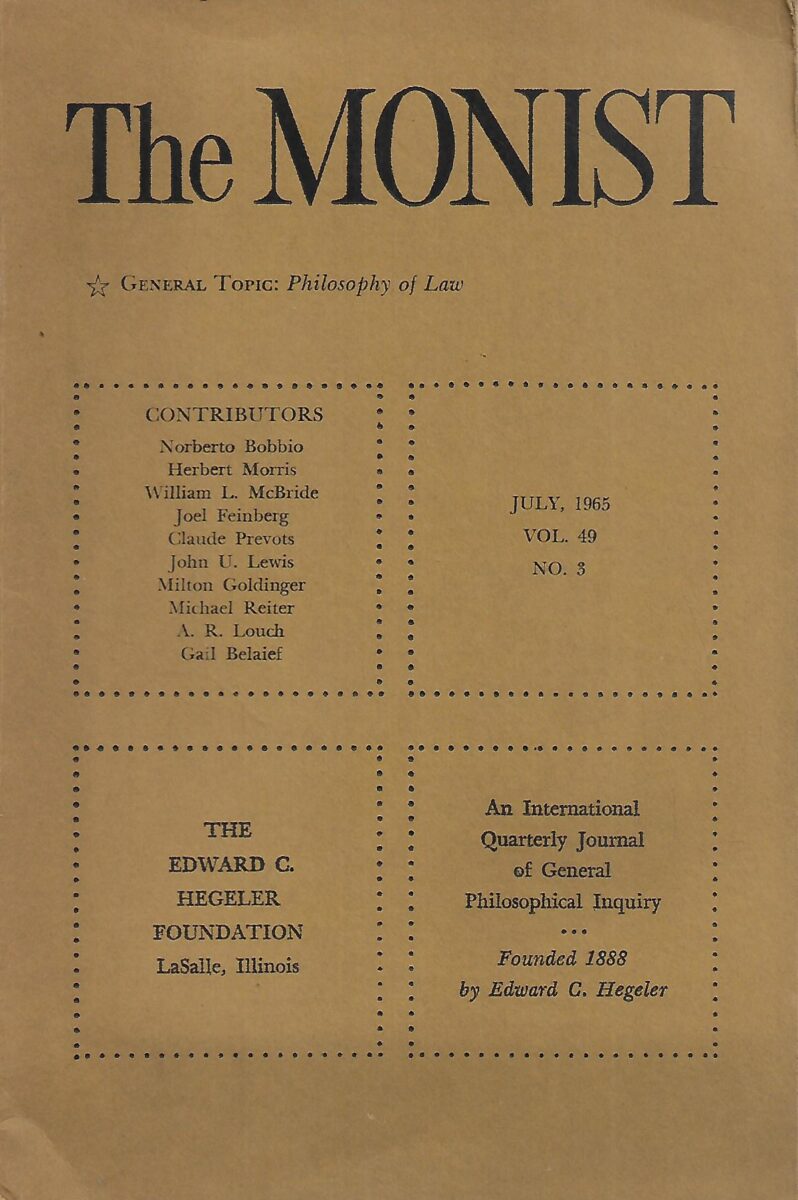 The MONIST
☆ GENERAL TOPIC: Philosophy of Law
CONTRIBUTORS
Norberto Bobbio
Herbert Morris
William L. McBride
Joel Feinberg
Claude Prevots
John U. Lewis
Milton Goldinger
Michael Reiter
A. R. Louch
Gail Belaief
JULY, 1965
VOL. 49
NO. 3
THE
EDWARD C.
HEGELER
FOUNDATION
LaSalle, Illinois
An International
Quarterly Journal
of General
Philosophical Inquiry
...
Founded 1888
by Edward C. Hegeler